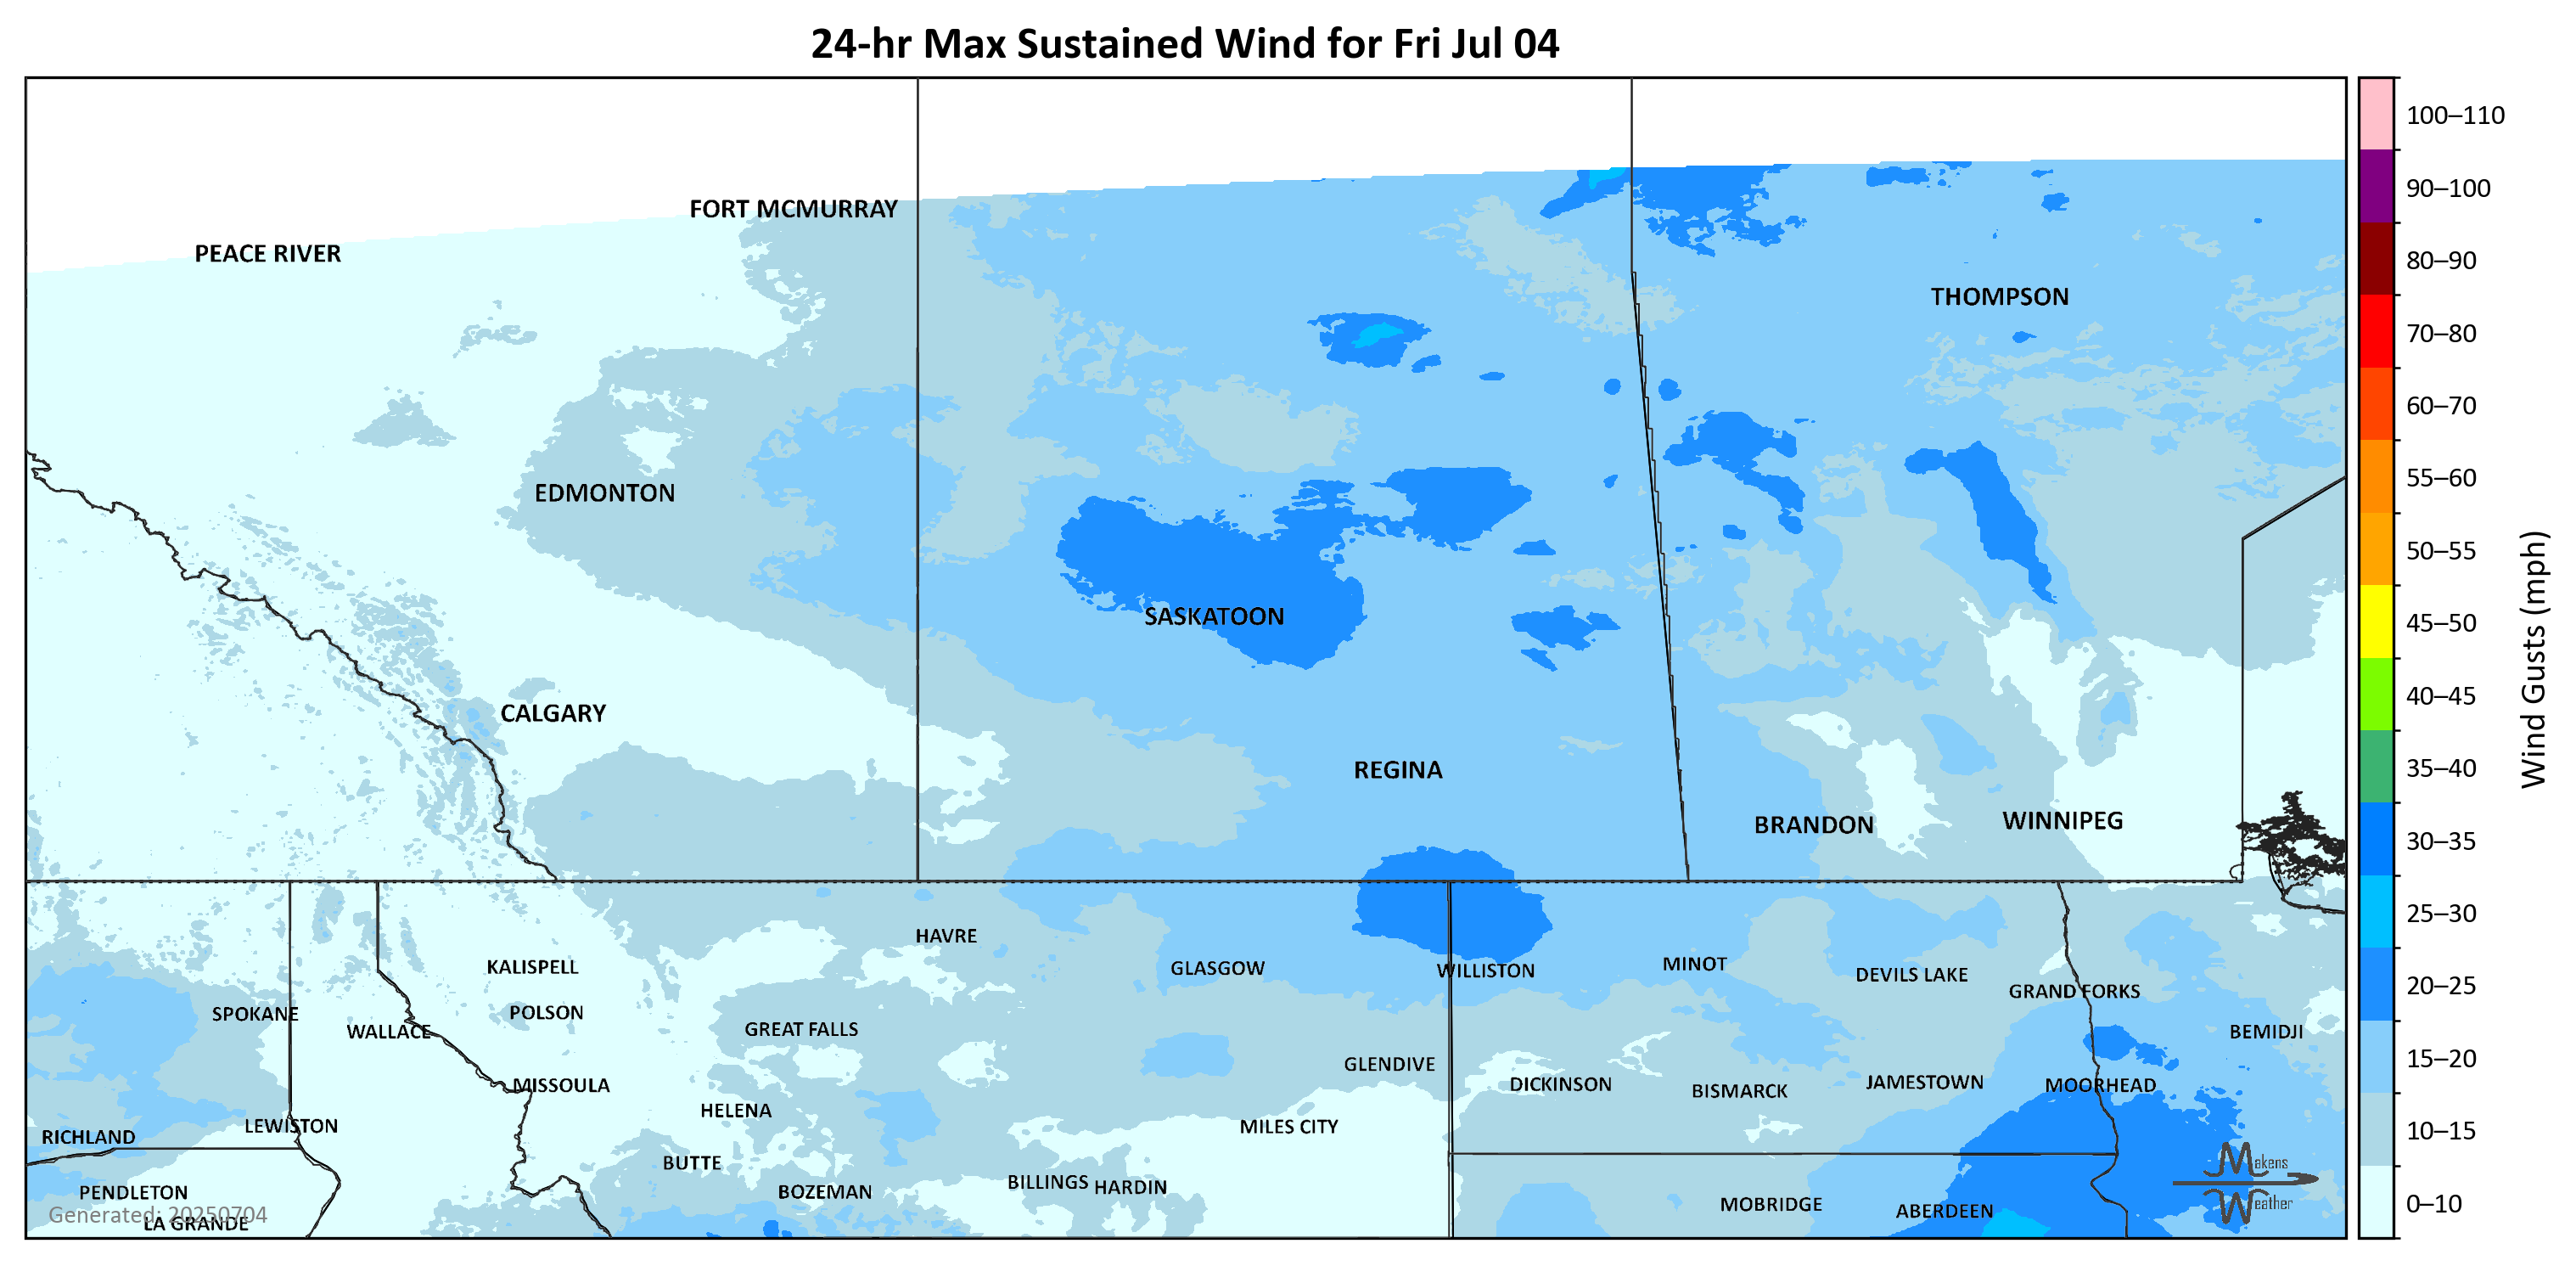 24-hr Max Sustained Wind for Fri Jul 04
100–110
FORT MCMURRAY
90–100
PEACE RIVER
80–90
THOMPSON
70–80
60–70
55–60
EDMONTON
50–55
SASKATOON
45–50
Wind Gusts (mph)
40–45
CALGARY
REGINA
35–40
BRANDON
WINNIPEG
30–35
25–30
HAVRE
KALISPELL
GLASGOW
WILLISTON
MINOT
DEVILS LAKE
20–25
GRAND FORKS
SPOKANE
POLSON
WALLACE
GREAT FALLS
BEMIDJI
15–20
GLENDIVE
MISSOULA
DICKINSON
BISMARCK
JAMESTOWN
MOORHEAD
HELENA
LEWISTON
MILES CITY
RICHLAND
10–15
BUTTE
Makens
Weather
PENDLETON
BOZEMAN
BILLINGS
HARDIN
MOBRIDGE
ABERDEEN
0–10
Generated: 20250704
LA GRANDE